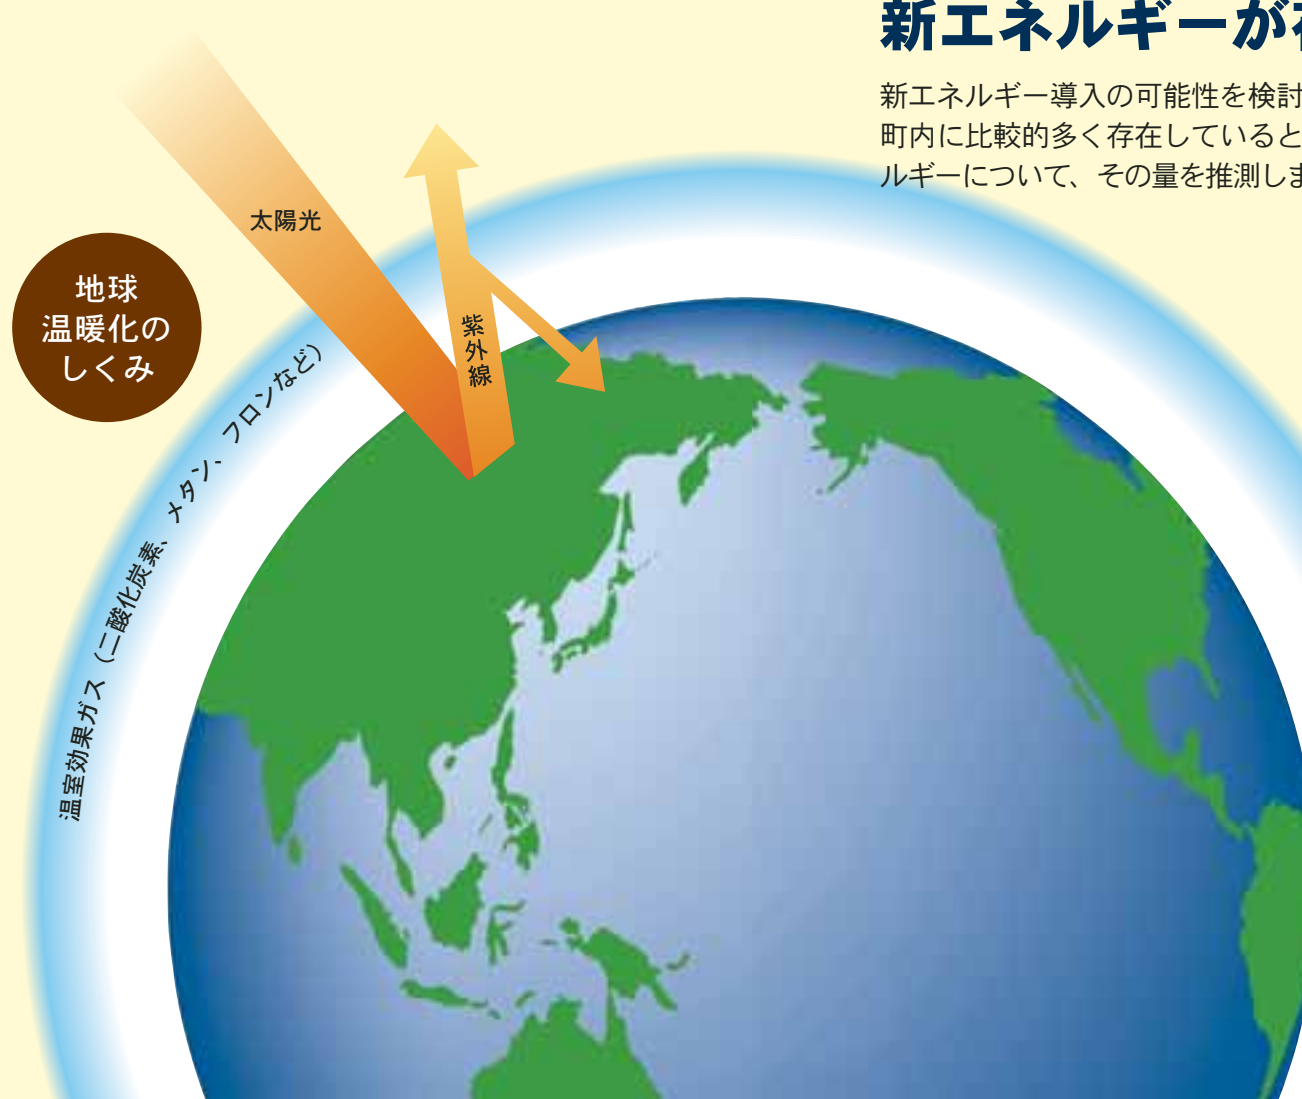 新エネルギーが
新エネルギー導入の可能性を検討
町内に比較的多く存在していると
ルギーについて、その量を推測しま
太陽光
地球
温暖化の
しくみ
紫外線
温室効果ガス（二酸化炭素、メタン、フロンなど）